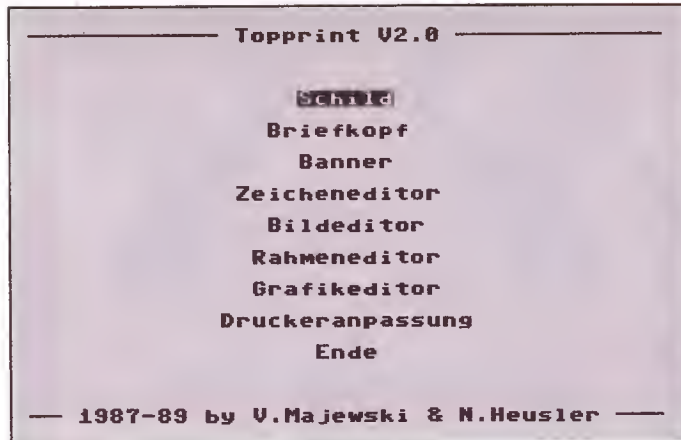 Topprint V2.0
Schild
Briefkopf
Banner
Zeicheneditor
Bildeditor
Rahmeneditor
Grafikeditor
Druckeranpassung
Ende
1987-89 by V.Majewski & N.Heusler